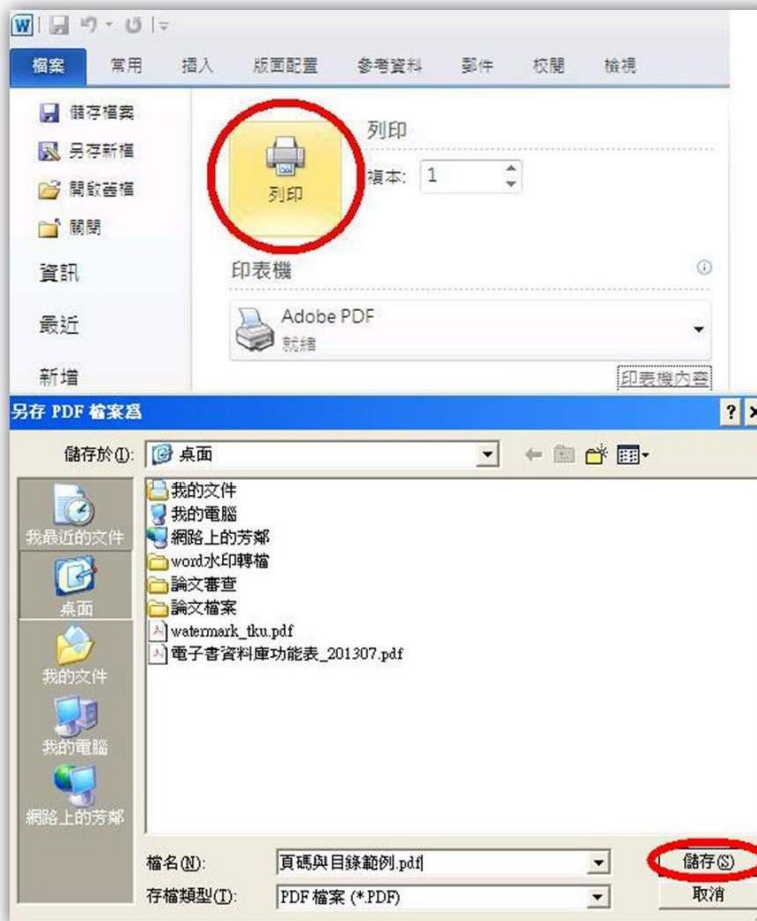 檔案 常用 插入 版面配置 參考資料 郵件 校閱 檢視
儲存檔案
另存新檔
開啟舊檔
關閉
資訊
最近
新增
列印
列印
複本: 1
印表機
Adobe PDF
就緒
印表機內容
另存 PDF 檔案為
儲存於(I): 桌面
我最近的文件
桌面
我的文件
我的電腦
網路上的芳鄰
我的文件
我的電腦
網路上的芳鄰
word水印轉檔
論文審查
論文檔案
watermark_tku.pdf
電子書資料庫功能表_201307.pdf
檔名(N): 頁碼與目錄範例.pdf 儲存(S)
存檔類型(T): PDF 檔案 (*.PDF) 取消